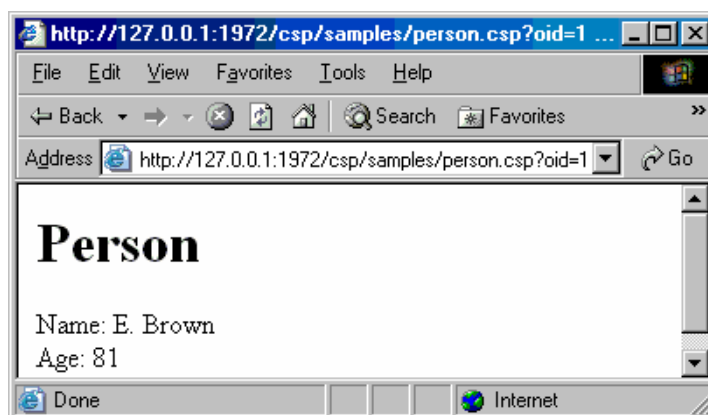 http://127.0.0.1:1972/csp/samples/person.csp?oid=1 ...
File Edit View Favorites Tools Help
Back Search Favorites »
Address http://127.0.0.1:1972/csp/samples/person.csp?oid=1 Go
Person
Name: E. Brown
Age: 81
Done Internet